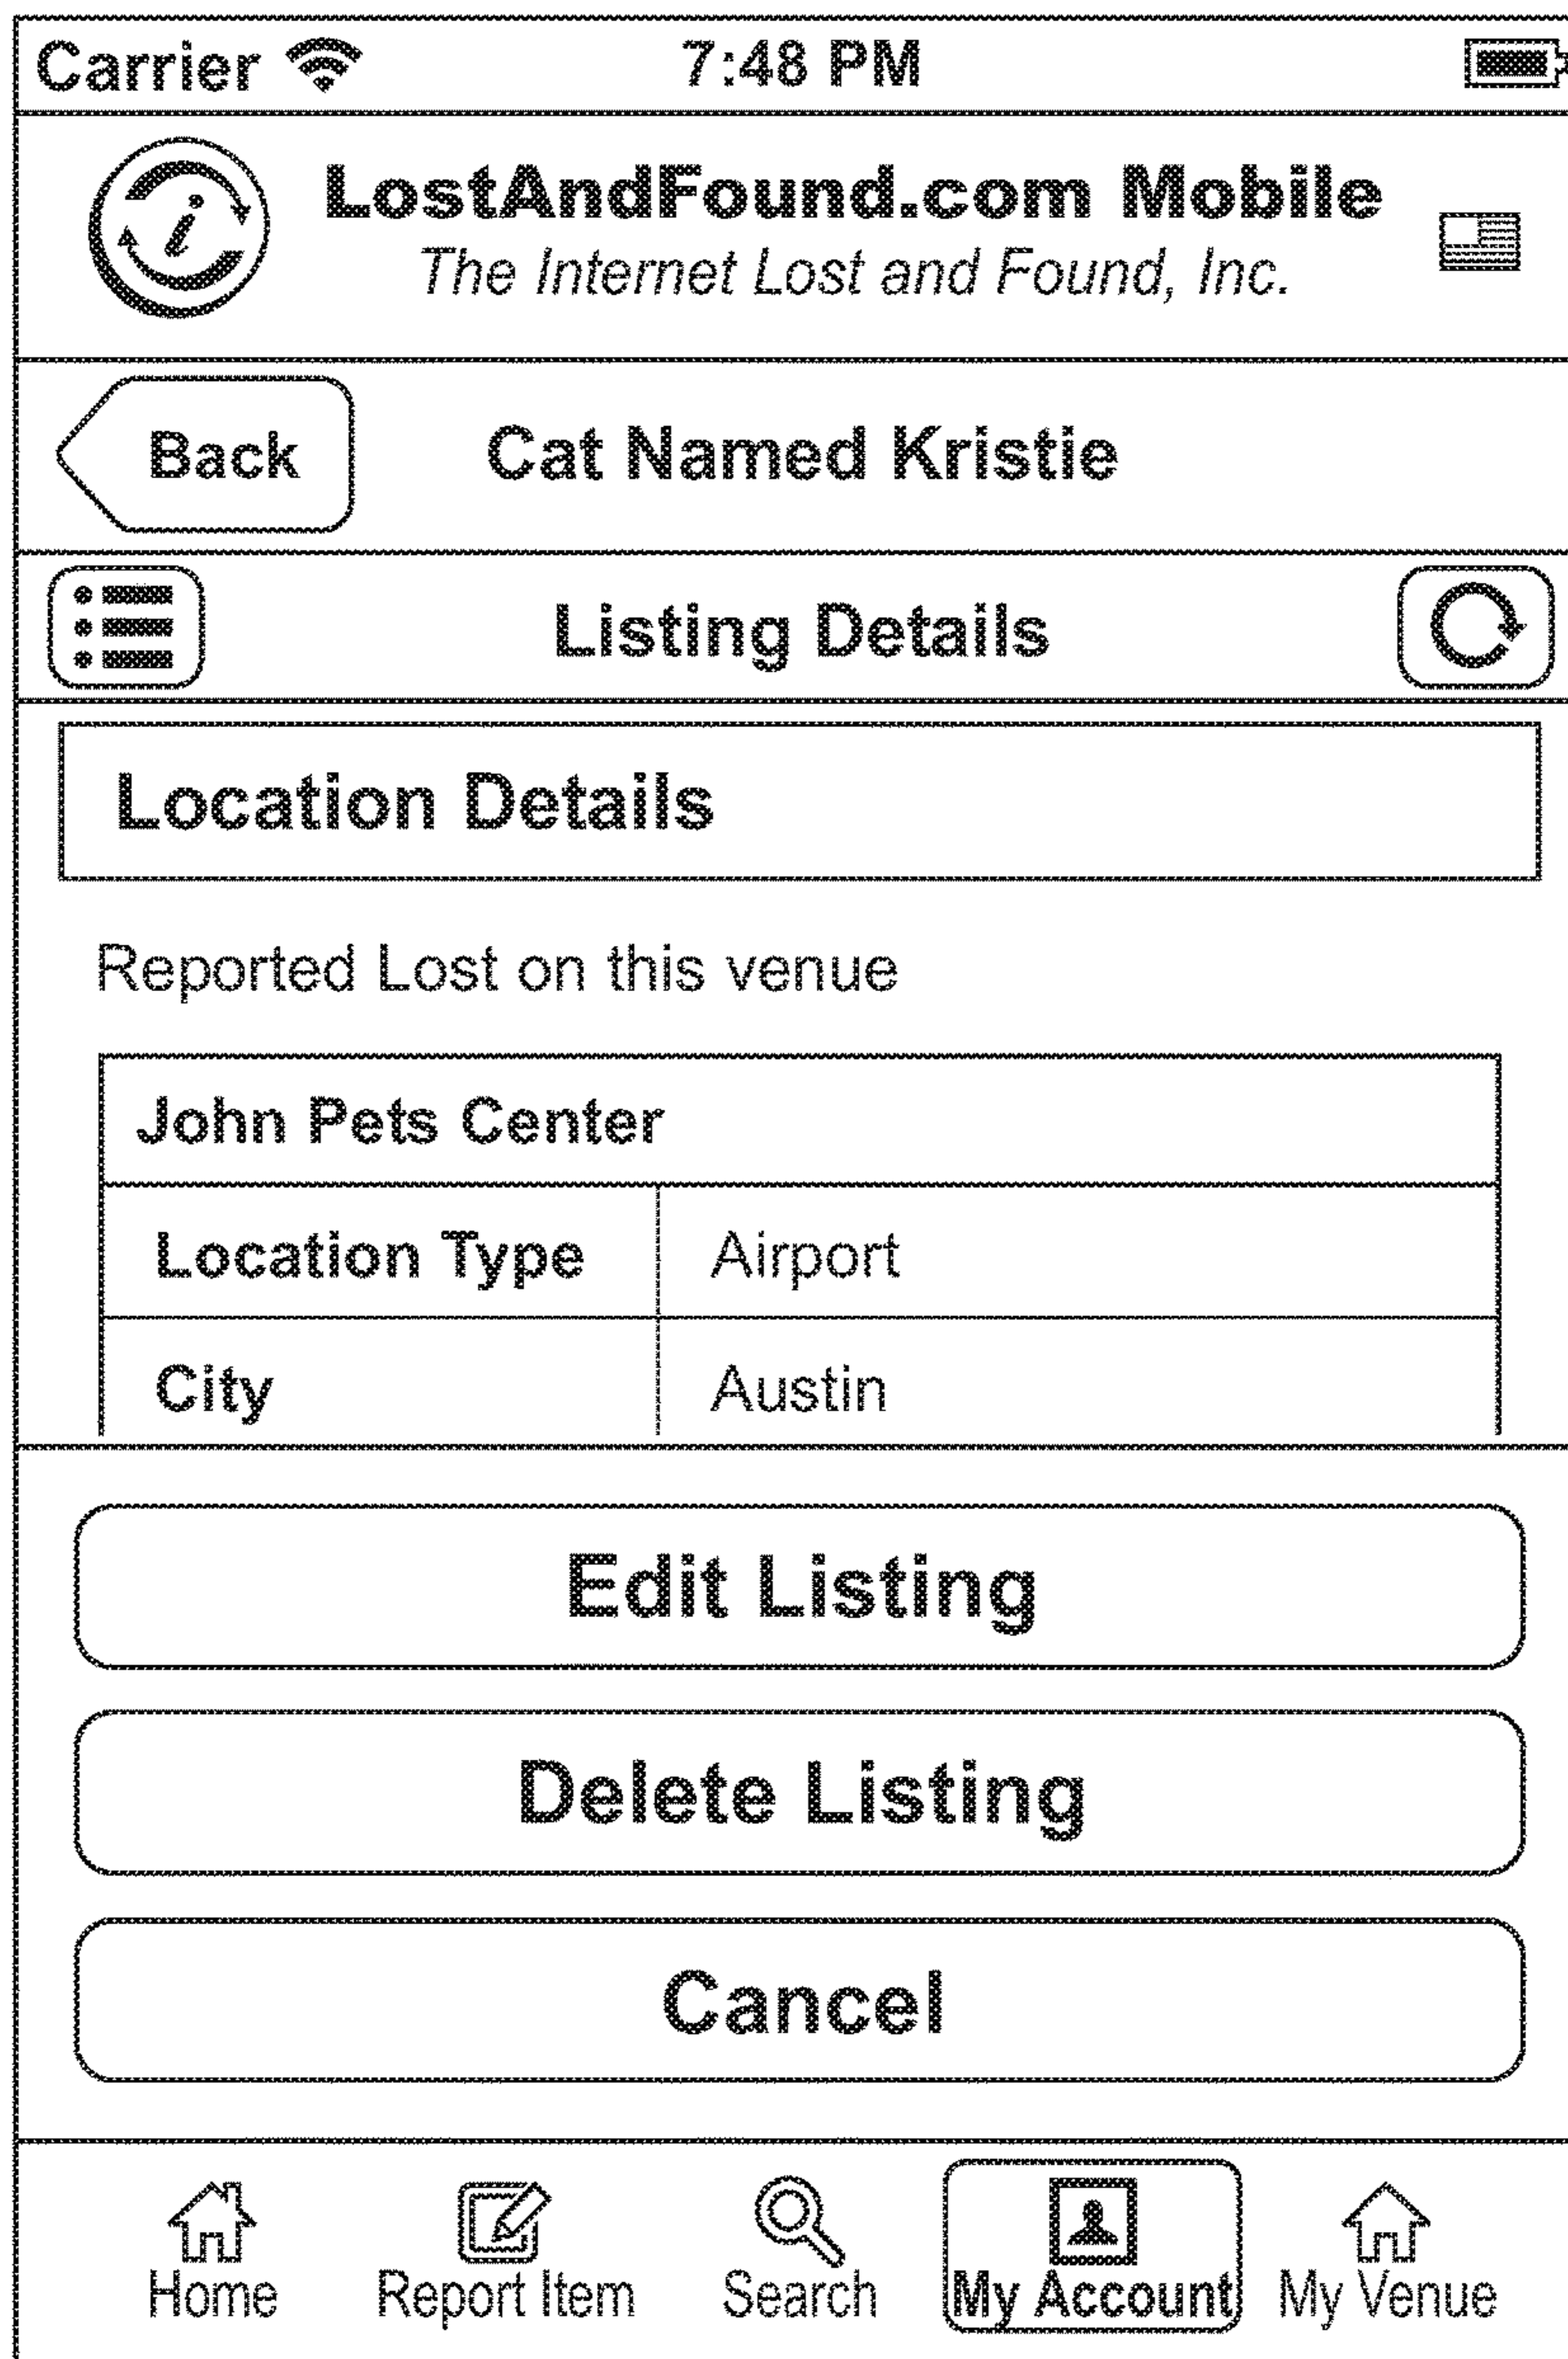 Carrier 7:48 PM
i
LostAndFound.com Mobile
The Internet Lost and Found, Inc.
Back Cat Named Kristie
Listing Details
Location Details
Reported Lost on this venue
John Pets Center
Location Type Airport
City Austin
Edit Listing
Delete Listing
Cancel
Home Report Item Search My Account My Venue